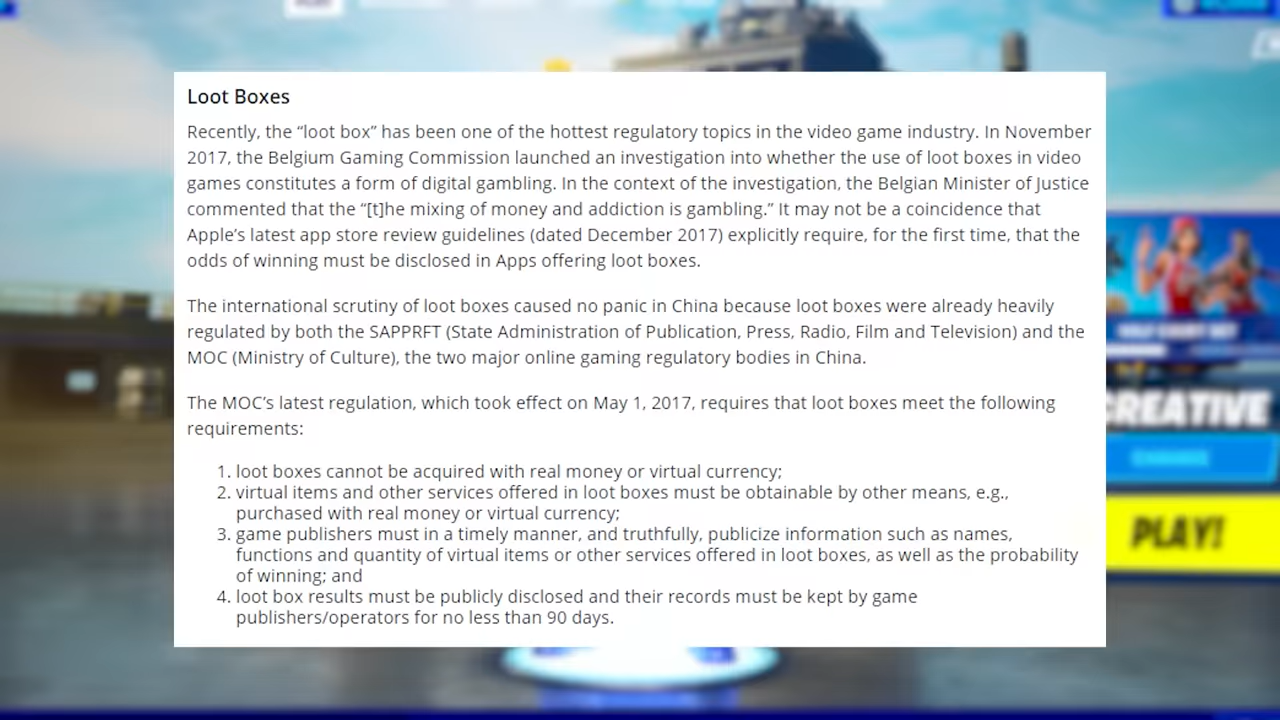 Loot Boxes
Recently, the “loot box” has been one of the hottest regulatory topics in the video game industry. In November
2017, the Belgium Gaming Commission launched an investigation into whether the use of loot boxes in video
games constitutes a form of digital gambling. In the context of the investigation, the Belgian Minister of Justice
commented that the “[t]he mixing of money and addiction is gambling.” It may not be a coincidence that
Apple’s latest app store review guidelines (dated December 2017) explicitly require, for the first time, that the
odds of winning must be disclosed in Apps offering loot boxes.
The international scrutiny of loot boxes caused no panic in China because loot boxes were already heavily
regulated by both the SAPPRFT (State Administration of Publication, Press, Radio, Film and Television) and the
MOC (Ministry of Culture), the two major online gaming regulatory bodies in China.
The MOC’s latest regulation, which took effect on May 1, 2017, requires that loot boxes meet the following
requirements:
1. loot boxes cannot be acquired with real money or virtual currency;
2. virtual items and other services offered in loot boxes must be obtainable by other means, e.g.,
purchased with real money or virtual currency;
3. game publishers must in a timely manner, and truthfully, publicize information such as names,
functions and quantity of virtual items or other services offered in loot boxes, as well as the probability
of winning; and
4. loot box results must be publicly disclosed and their records must be kept by game
publishers/operators for no less than 90 days.
CREATIVE
PLAY!